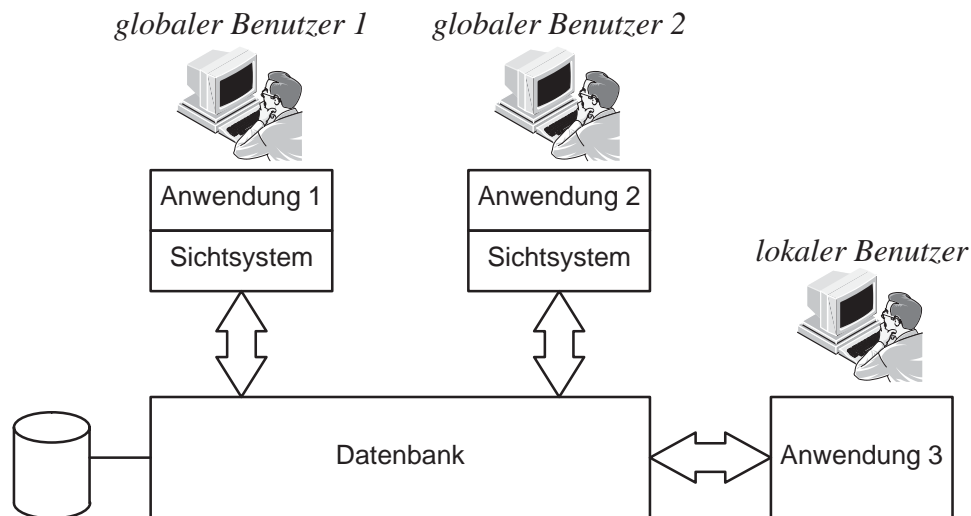 globaler Benutzer 1
globaler Benutzer 2
Anwendung 1
Anwendung 2
Sichtsystem
Sichtsystem
lokaler Benutzer
Datenbank
Anwendung 3